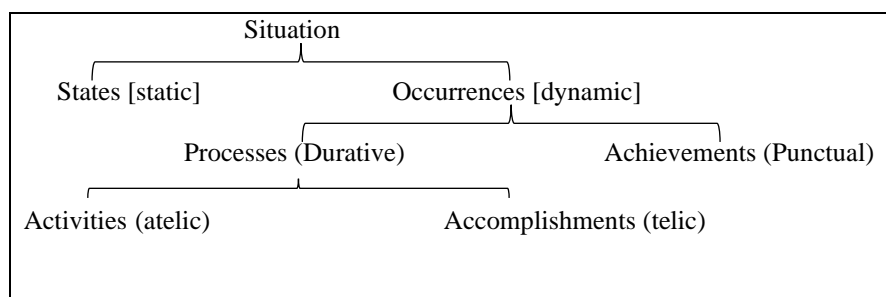 Situation
States [static] Occurrences [dynamic]
Processes (Durative) Achievements (Punctual)
Activities (atelic) Accomplishments (telic)